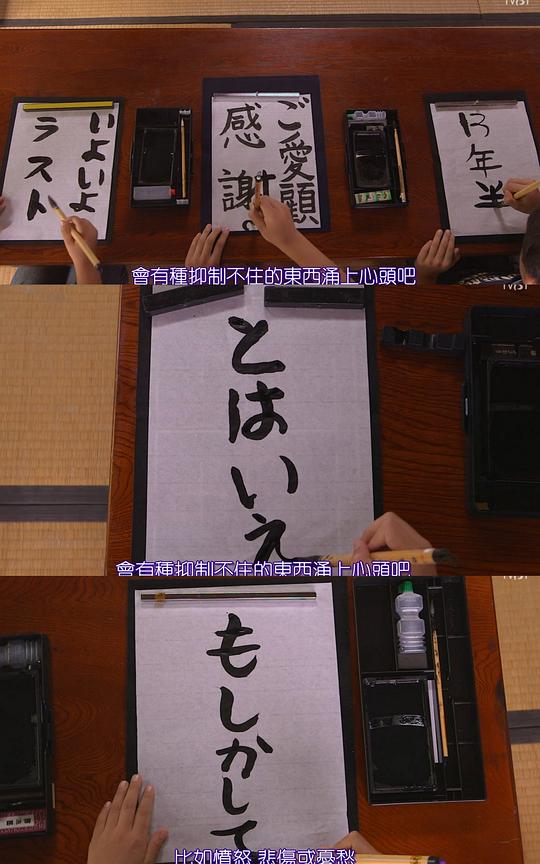 いよいよ
ラスト
ご愛顧
感謝。
13年半
會有種抑制不住的東西涌上心頭吧
とはいえ
會有種抑制不住的東西涌上心頭吧
もしかして
比如憤怒 悲傷或憂愁